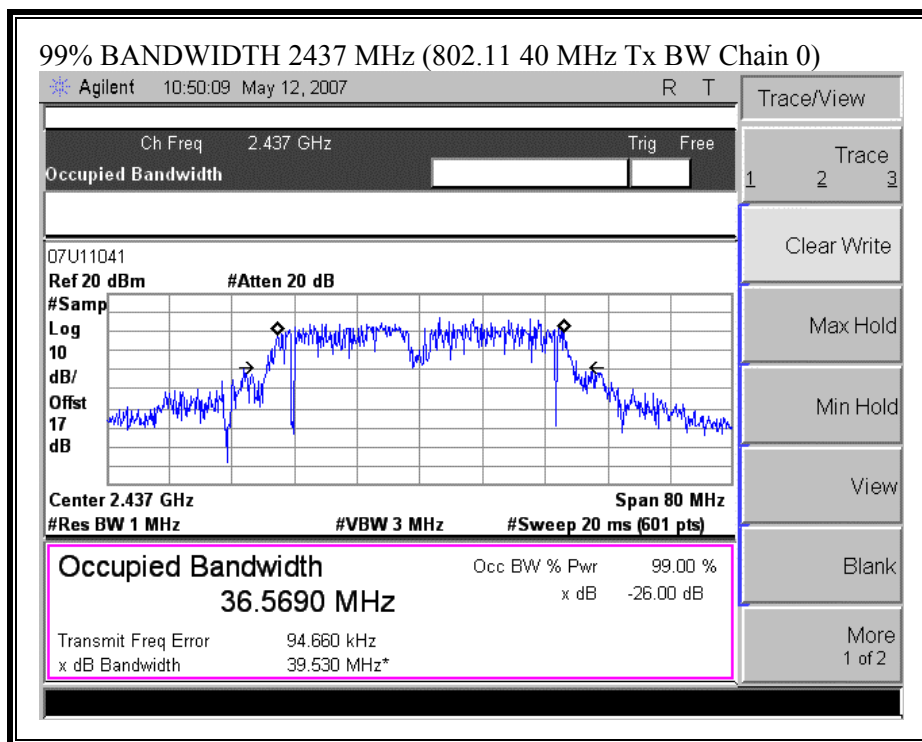 99% BANDWIDTH 2437 MHz (802.11 40 MHz Tx BW Chain 0)
Agilent 10:50:09 May 12, 2007 R T
Trace/View
Ch Freq 2.437 GHz Trig Free
Occupied Bandwidth
Trace
1 2 3
Clear Write
Max Hold
Min Hold
View
Blank
More
1 of 2
07U11041
Ref 20 dBm #Atten 20 dB
#Samp
Log
10
dB/
Offst
17
dB
Center 2.437 GHz Span 80 MHz
#Res BW 1 MHz #VBW 3 MHz #Sweep 20 ms (601 pts)
Occupied Bandwidth Occ BW % Pwr 99.00 %
36.5690 MHz x dB -26.00 dB
Transmit Freq Error 94.660 kHz
x dB Bandwidth 39.530 MHz*